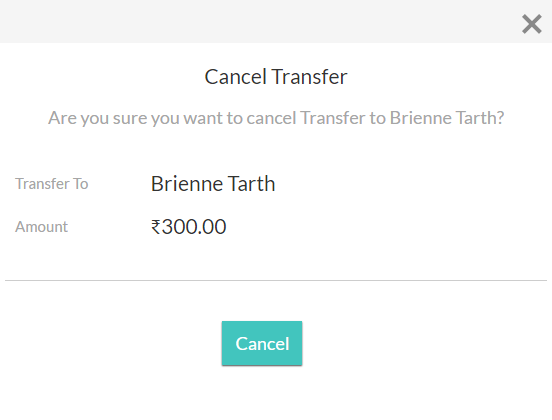 Cancel Transfer
Are you sure you want to cancel Transfer to Brienne Tarth?
Transfer To Brienne Tarth
Amount ₹300.00
Cancel